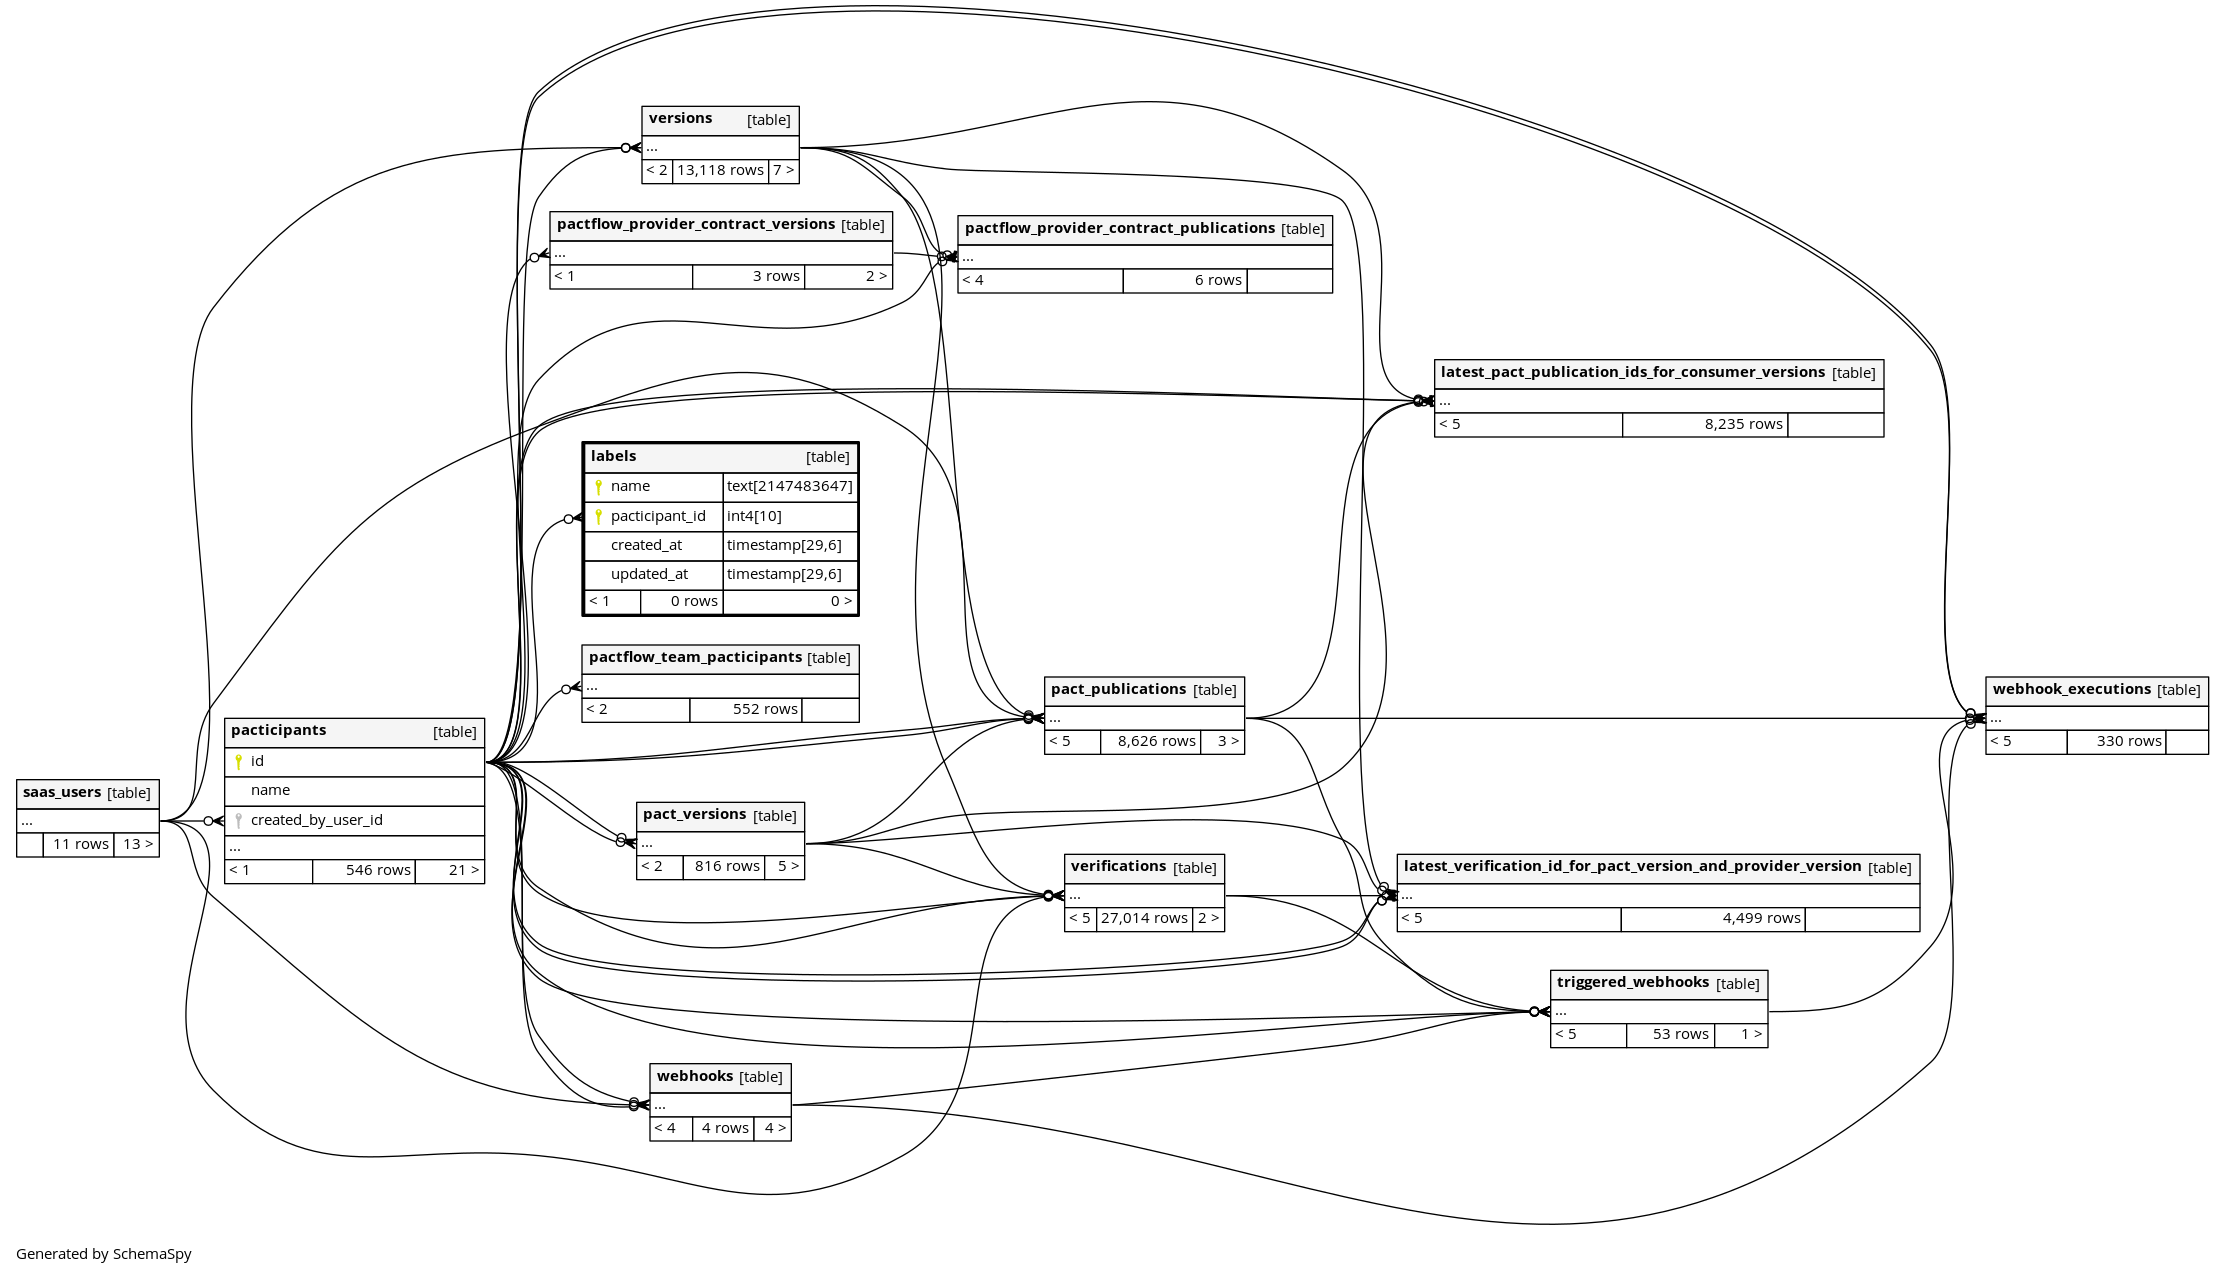 versions [table]
...
< 2 13,118 rows 7 >
pactflow_provider_contract_versions [table]
...
< 1 3 rows 2 >
pactflow_provider_contract_publications [table]
...
< 4 6 rows
latest_pact_publication_ids_for_consumer_versions [table]
...
< 5 8,235 rows
labels [table]
name text[2147483647]
pacticipant_id int4[10]
created_at timestamp[29,6]
updated_at timestamp[29,6]
< 1 0 rows 0 >
pactflow_team_pacticipants [table]
...
< 2 552 rows
pact_publications [table]
...
< 5 8,626 rows 3 >
webhook_executions [table]
...
< 5 330 rows
pacticipants [table]
id
name
created_by_user_id
...
< 1 546 rows 21 >
saas_users [table]
...
11 rows 13 >
pact_versions [table]
...
< 2 816 rows 5 >
verifications [table]
...
< 5 27,014 rows 2 >
latest_verification_id_for_pact_version_and_provider_version [table]
...
< 5 4,499 rows
triggered_webhooks [table]
...
< 5 53 rows 1 >
webhooks [table]
...
< 4 4 rows 4 >
Generated by SchemaSpy